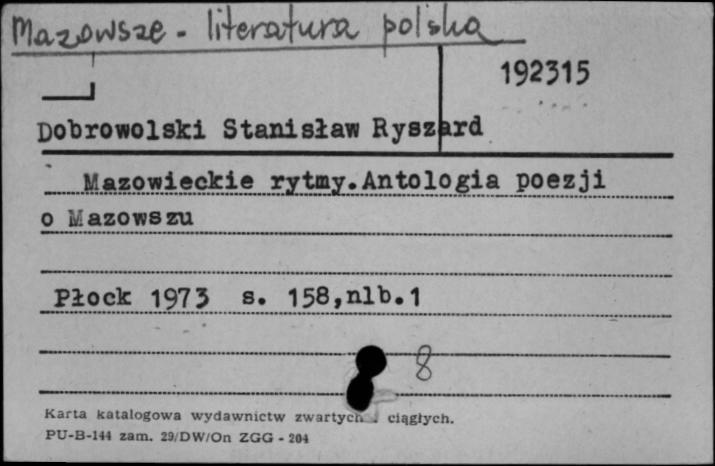 Mazowsze - literatura polska
192315
Dobrowolski Stanisław Ryszard
Mazowieckie rytmy.Antologia poezji
o Mazowszu
Płock 1973 s. 158,nlb.1
8
Karta katalogowa wydawnictw zwartych ciągłych.
PU-B-144 zam. 29/DW/On ZGG - 204